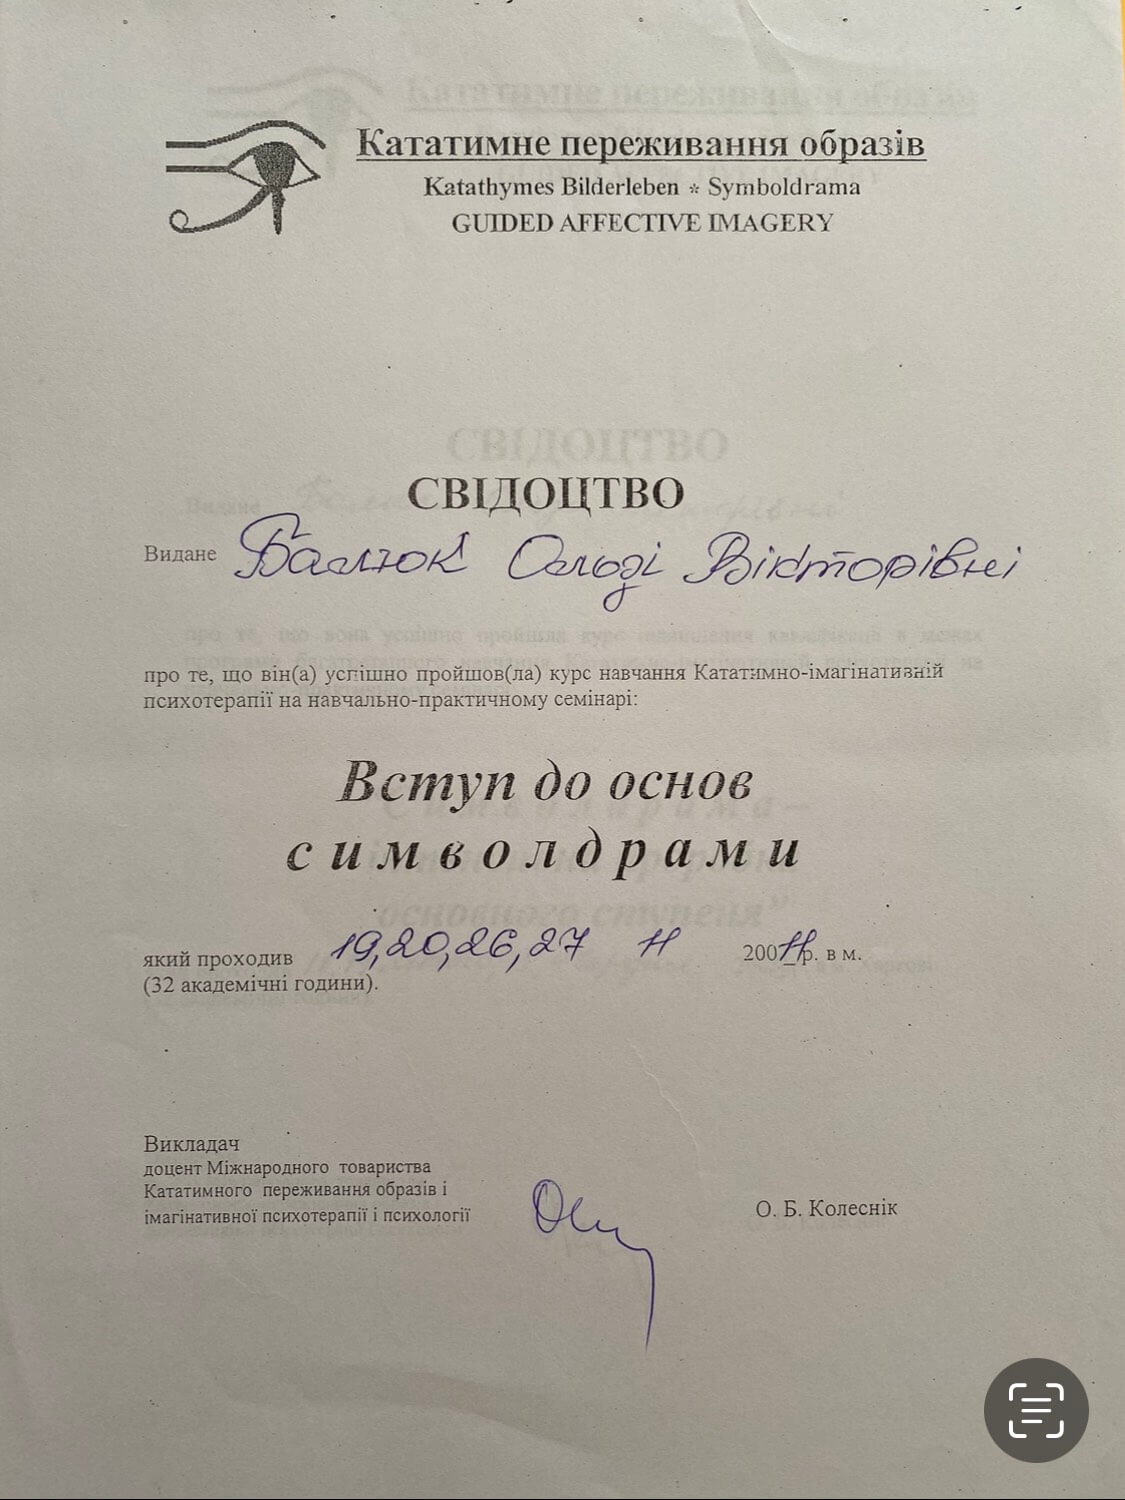 Кататимне переживання образів
Katathymes Bilderleben * Symboldrama
GUIDED AFFECTIVE IMAGERY
СВІДОЦТВО
Видане Балюк Ользі Вікторівні
про те, що він(а) успішно пройшов(ла) курс навчання Кататимно-імагінативній
психотерапії на навчально-практичному семінарі:
Вступ до основ
символдрами
який проходив 19,20,26,27 11 200_11р. в м.
(32 академічні години).
Викладач
доцент Міжнародного товариства
Кататимного переживання образів і
імагінативної психотерапії і психології
О. Б. Колеснік